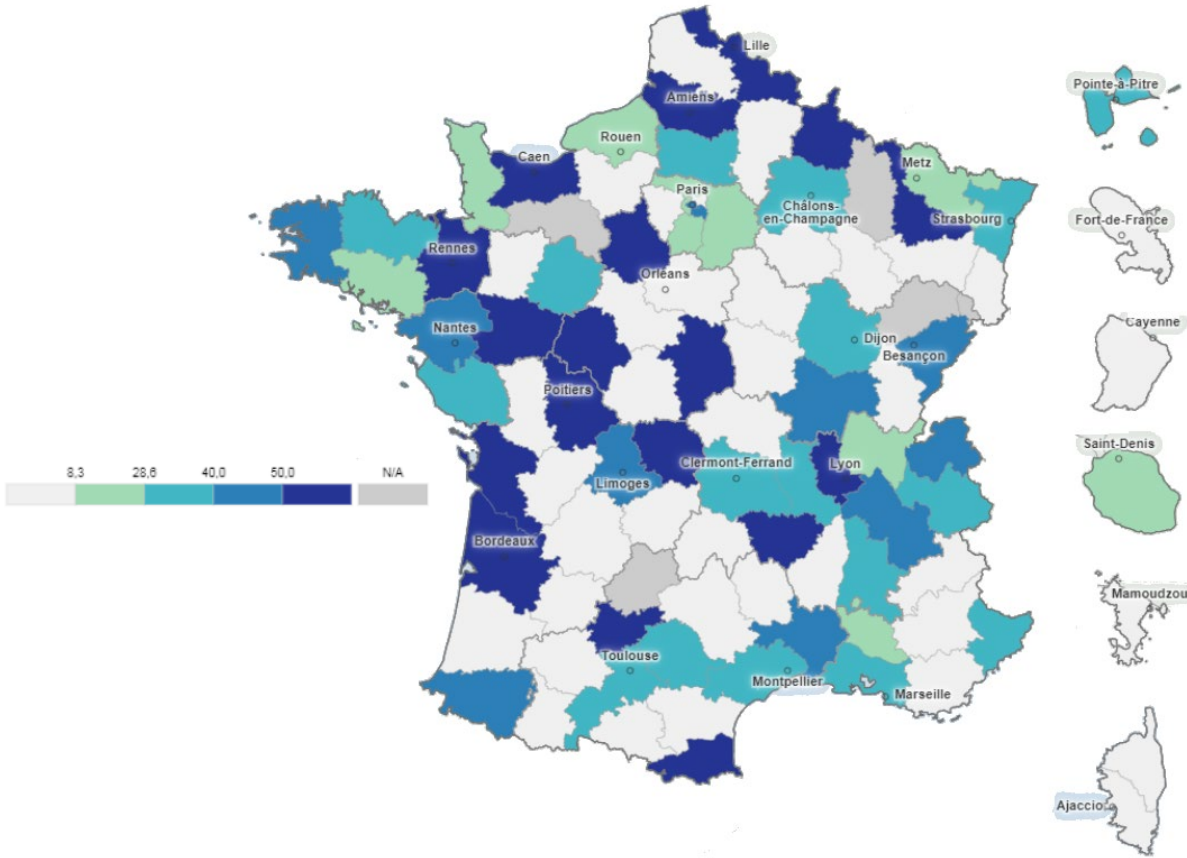 Lille
Pointe-à-Pitre
Amiens
Rouen
Caen
Metz
Paris
Châlons-
en-Champagne
Strasbourg
Fort-de-France
Rennes
Orléans
Nantes
Dijon
Besançon
Cayenne
Poitiers
Saint-Denis
8,3 28,6 40,0 50,0 N/A
Clermont-Ferrand
Lyon
Limoges
Bordeaux
Mamoudzou
Toulouse
Montpellier
Marseille
Ajaccio